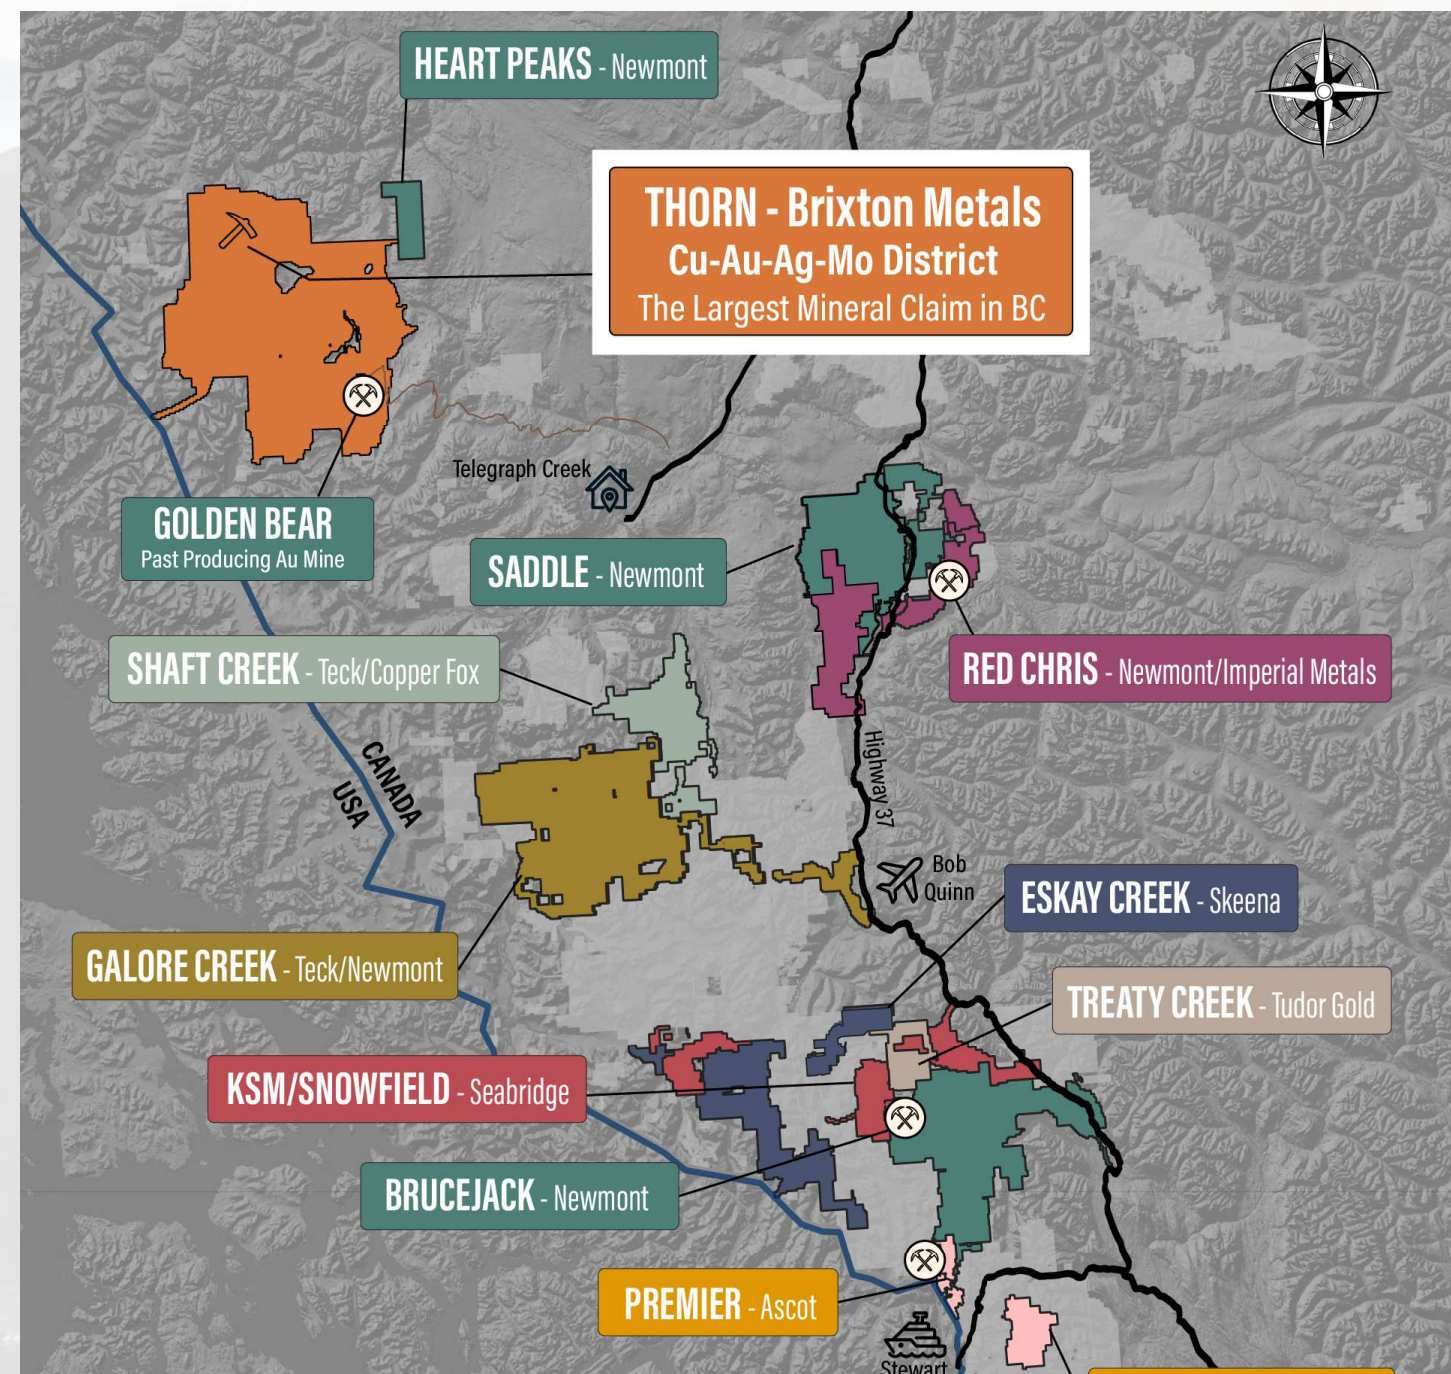 HEART PEAKS - Newmont
THORN - Brixton Metals
Cu-Au-Ag-Mo District
The Largest Mineral Claim in BC
Telegraph Creek
GOLDEN BEAR
Past Producing Au Mine
SADDLE - Newmont
SHAFT CREEK - Teck/Copper Fox
RED CHRIS - Newmont/Imperial Metals
CANADA
USA
Highway 37
Bob
Quinn
ESKAY CREEK - Skeena
GALORE CREEK - Teck/Newmont
TREATY CREEK - Tudor Gold
KSM/SNOWFIELD - Seabridge
BRUCEJACK - Newmont
PREMIER - Ascot
Stewart